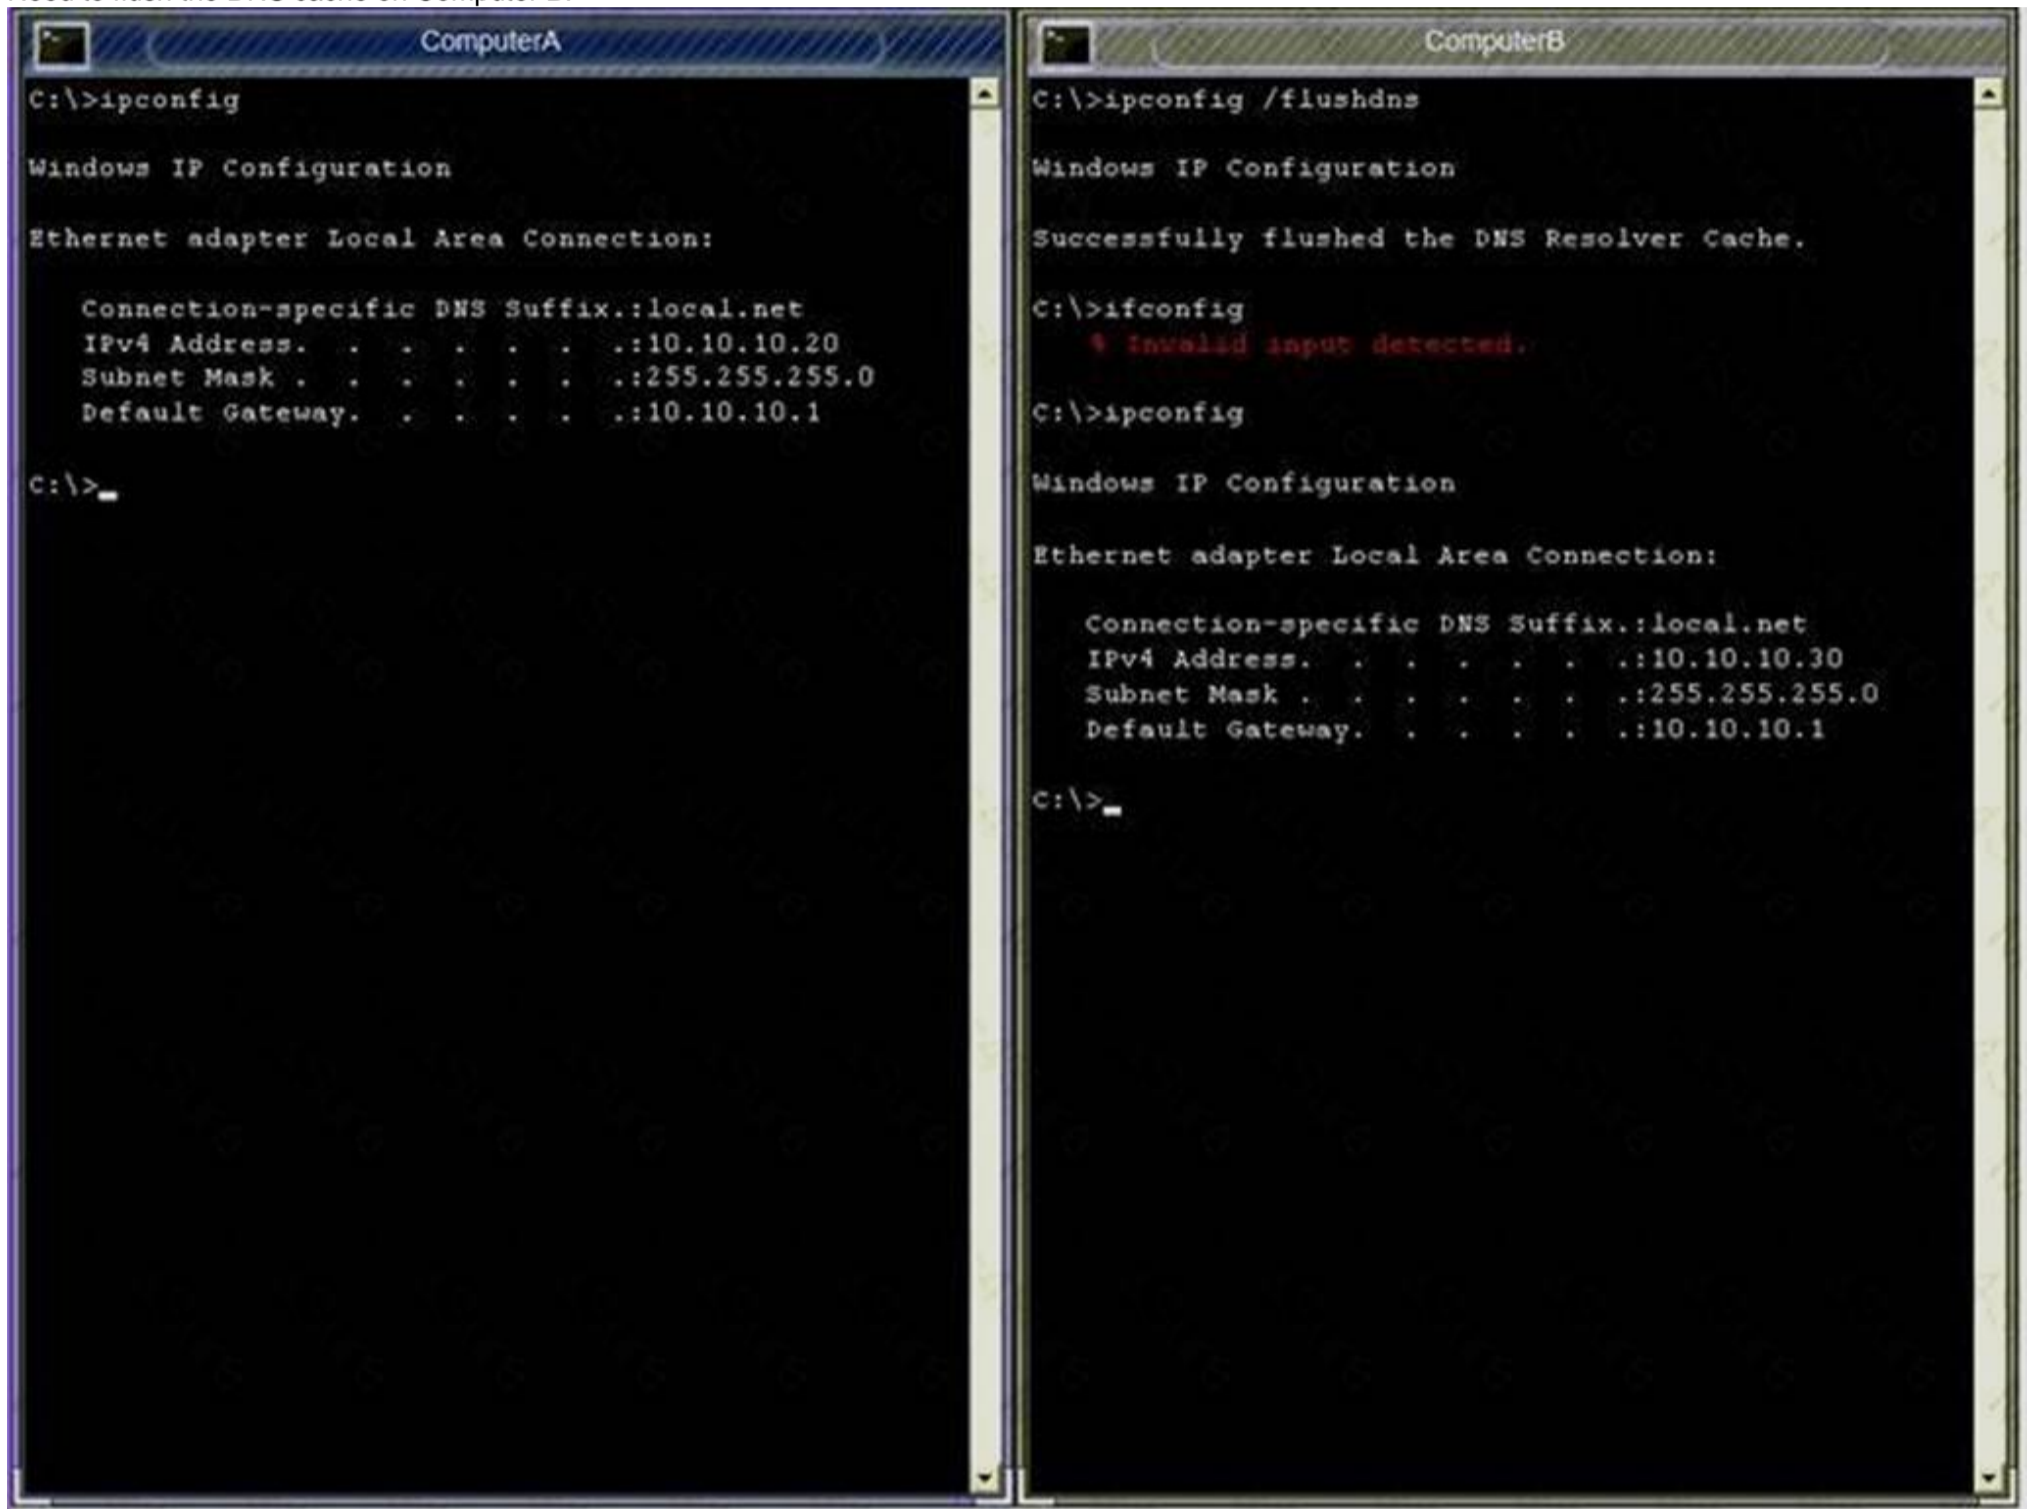 ComputerA
C:\>ipconfig
Windows IP Configuration
Ethernet adapter Local Area Connection:
Connection-specific DNS Suffix.:local.net
IPv4 Address. . . . . . .:10.10.10.20
Subnet Mask . . . . . . .:255.255.255.0
Default Gateway. . . . . .:10.10.10.1
C:\>
ComputerB
C:\>ipconfig /flushdns
Windows IP Configuration
Successfully flushed the DNS Resolver Cache.
C:\>ifconfig
% Invalid input detected.
C:\>ipconfig
Windows IP Configuration
Ethernet adapter Local Area Connection:
Connection-specific DNS Suffix.:local.net
IPv4 Address. . . . . . .:10.10.10.30
Subnet Mask . . . . . . .:255.255.255.0
Default Gateway. . . . . .:10.10.10.1
C:\>